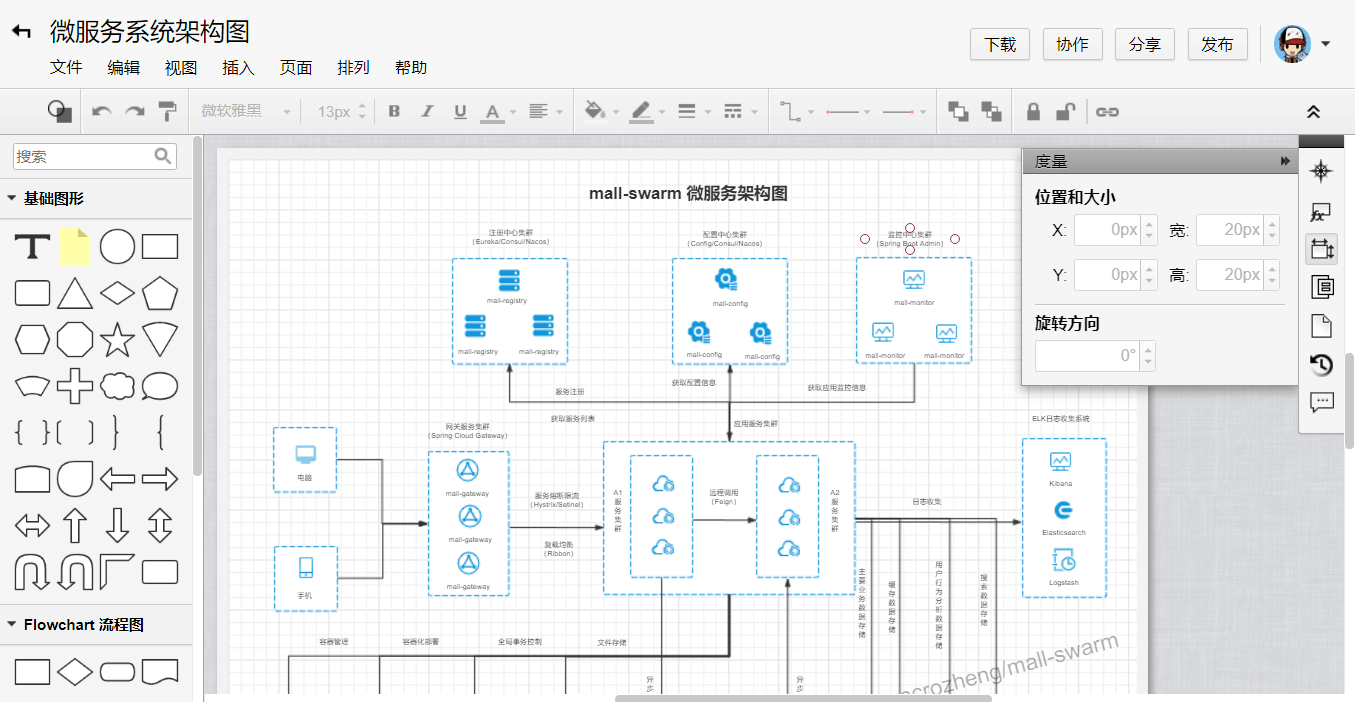 微服务系统架构图
文件 编辑 视图 插入 页面 排列 帮助
下载 协作 分享 发布
微软雅黑 13px B I U A
搜索
基础图形
T
Flowchart 流程图
mall-swarm 微服务架构图
注册中心集群
(Eureka/Consul/Nacos)
mall-registry
mall-registry mall-registry
配置中心集群
(Config/Consul/Nacos)
mall-config
mall-config mall-config
监控中心集群
(Spring Boot Admin)
mall-monitor
mall-monitor mall-monitor
服务注册
获取配置信息
获取应用监控信息
获取服务列表
应用服务集群
电脑
手机
网关服务集群
(Spring Cloud Gateway)
mall-gateway
mall-gateway
mall-gateway
服务熔断限流
(Hystrix/Setinel)
复载均衡
(Ribbon)
A1服务集群
远程调用
(Feign)
A2服务集群
日志收集
ELK日志收集系统
Kibana
Elasticsearch
Logstash
主要业务数据存储
缓存数据存储
用户行为分析数据存储
搜索数据存储
容器管理
容器化部署
全局事务控制
文件存储
异步
异步
acrozheng/mall-swarm
度量
位置和大小
X: 0px 宽: 20px
Y: 0px 高: 20px
旋转方向
0°
fx